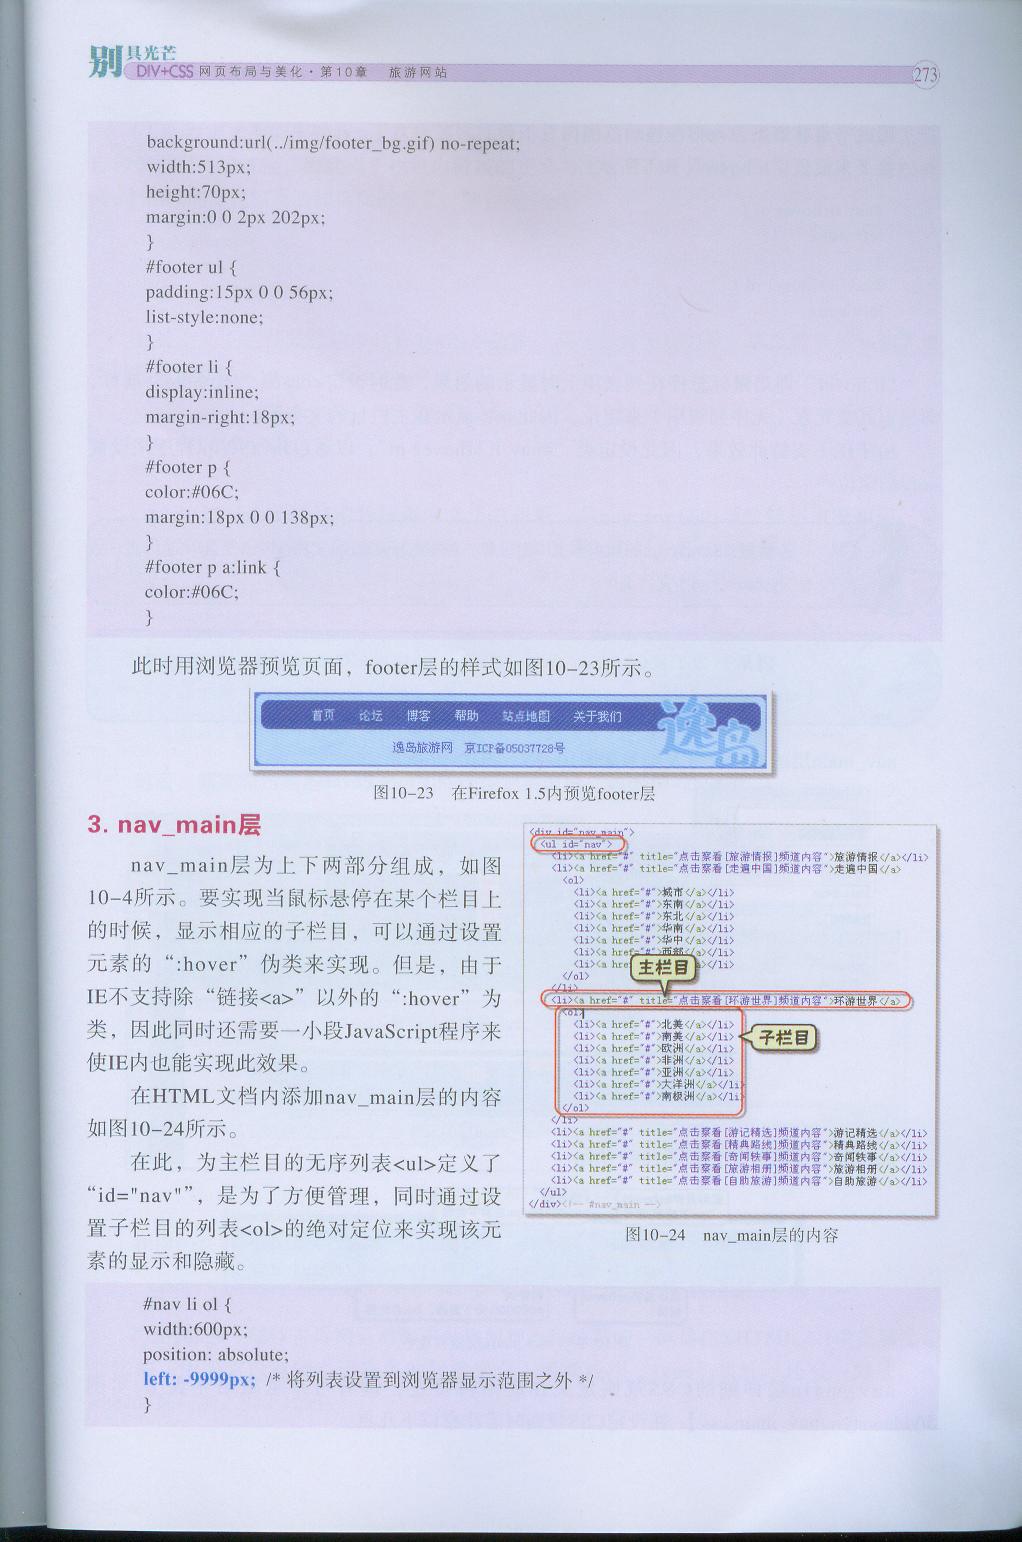 别具光芒
DIV+CSS 网页布局与美化·第10章 旅游网站
273
background:url(../img/footer_bg.gif) no-repeat;
width:513px;
height:70px;
margin:0 0 2px 202px;
}
#footer ul {
padding:15px 0 0 56px;
list-style:none;
}
#footer li {
display:inline;
margin-right:18px;
}
#footer p {
color:#06C;
margin:18px 0 0 138px;
}
#footer p a:link {
color:#06C;
}
此时用浏览器预览页面，footer层的样式如图10-23所示。
首页 论坛 博客 帮助 站点地图 关于我们
逸岛
逸岛旅游网 京ICP备05037728号
图10-23 在Firefox 1.5内预览footer层
3. nav_main层
nav_main层为上下两部分组成，如图
10-4所示。要实现当鼠标悬停在某个栏目上
的时候，显示相应的子栏目，可以通过设置
元素的“:hover”伪类来实现。但是，由于
IE不支持除“链接<a>”以外的“:hover”为
类，因此同时还需要一小段JavaScript程序来
使IE内也能实现此效果。
在HTML文档内添加nav_main层的内容
如图10-24所示。
在此，为主栏目的无序列表<ul>定义了
“id="nav"”，是为了方便管理，同时通过设
置子栏目的列表<ol>的绝对定位来实现该元
素的显示和隐藏。
<div id="nav_main">
<ul id="nav">
<li><a href="#" title="点击察看[旅游情报]频道内容">旅游情报</a></li>
<li><a href="#" title="点击察看[走遍中国]频道内容">走遍中国</a>
<ol>
<li><a href="#">城市</a></li>
<li><a href="#">东南</a></li>
<li><a href="#">东北</a></li>
<li><a href="#">华南</a></li>
<li><a href="#">华中</a></li>
<li><a href="#">西部</a></li>
<li><a hre
</ol>
</li>
主栏目
<li><a href="#" title="点击察看[环游世界]频道内容">环游世界</a>
<ol>
<li><a href="#">北美</a></li>
<li><a href="#">南美</a></li>
<li><a href="#">欧洲</a></li>
<li><a href="#">非洲</a></li>
<li><a href="#">亚洲</a></li>
<li><a href="#">大洋洲</a></li>
<li><a href="#">南极洲</a></li>
</ol>
子栏目
</li>
<li><a href="#" title="点击察看[游记精选]频道内容">游记精选</a></li>
<li><a href="#" title="点击察看[精典路线]频道内容">精典路线</a></li>
<li><a href="#" title="点击察看[奇闻轶事]频道内容">奇闻轶事</a></li>
<li><a href="#" title="点击察看[旅游相册]频道内容">旅游相册</a></li>
<li><a href="#" title="点击察看[自助旅游]频道内容">自助旅游</a></li>
</ul>
</div><!-- #nav_main -->
图10-24 nav_main层的内容
#nav li ol {
width:600px;
position: absolute;
left: -9999px; /* 将列表设置到浏览器显示范围之外 */
}